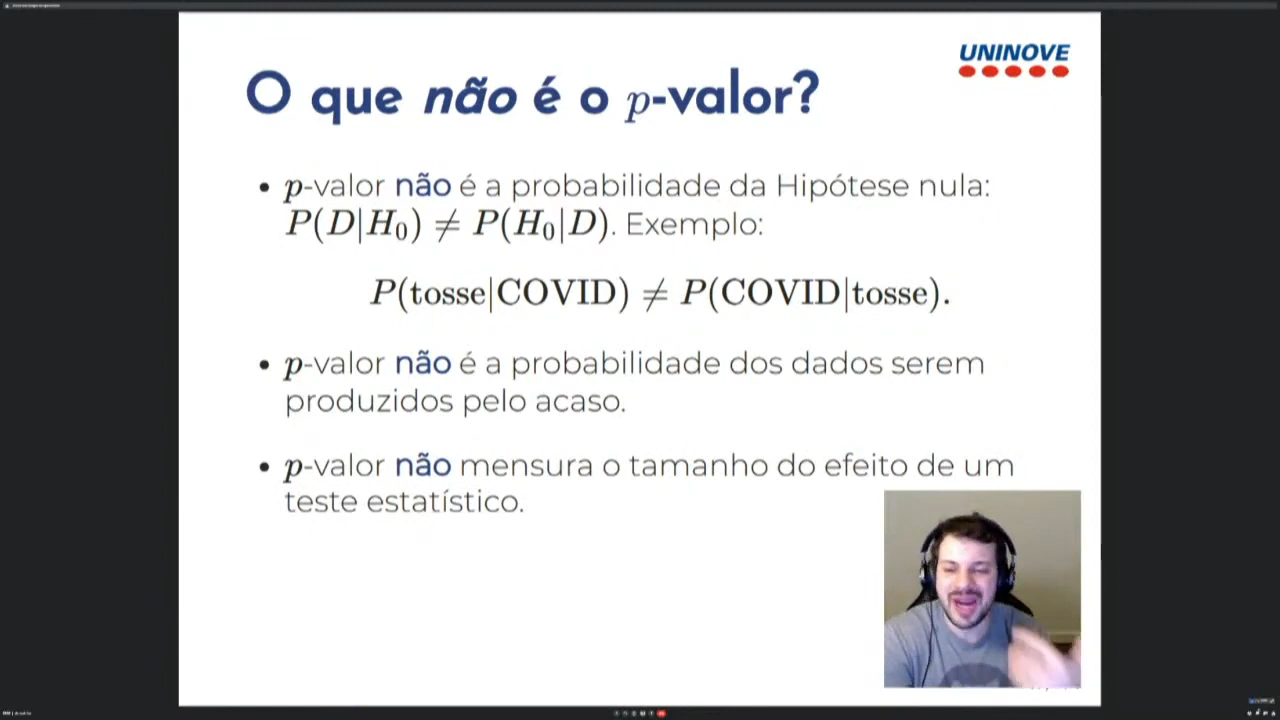 UNINOVE
O que não é o p-valor?
• p-valor não é a probabilidade da Hipótese nula:
P(D|H₀) ≠ P(H₀|D). Exemplo:
P(tosse|COVID) ≠ P(COVID|tosse).
• p-valor não é a probabilidade dos dados serem
produzidos pelo acaso.
• p-valor não mensura o tamanho do efeito de um
teste estatístico.